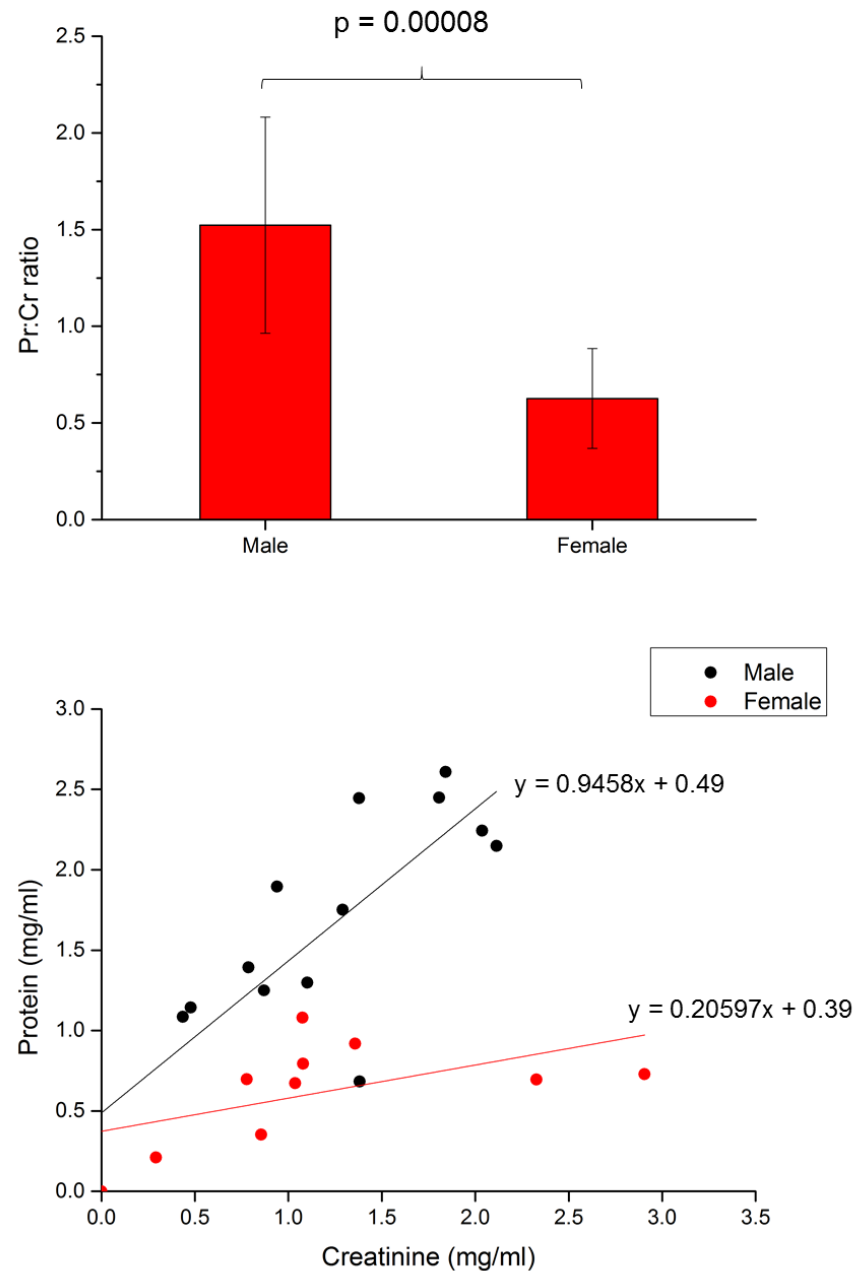 p = 0.00008
2.5
2.0
1.5
1.0
0.5
0.0
Pr:Cr ratio
Male
Female
Male
Female
3.0
2.5
2.0
1.5
1.0
0.5
0.0
Protein (mg/ml)
y = 0.9458x + 0.49
y = 0.20597x + 0.39
0.0
0.5
1.0
1.5
2.0
2.5
3.0
3.5
Creatinine (mg/ml)